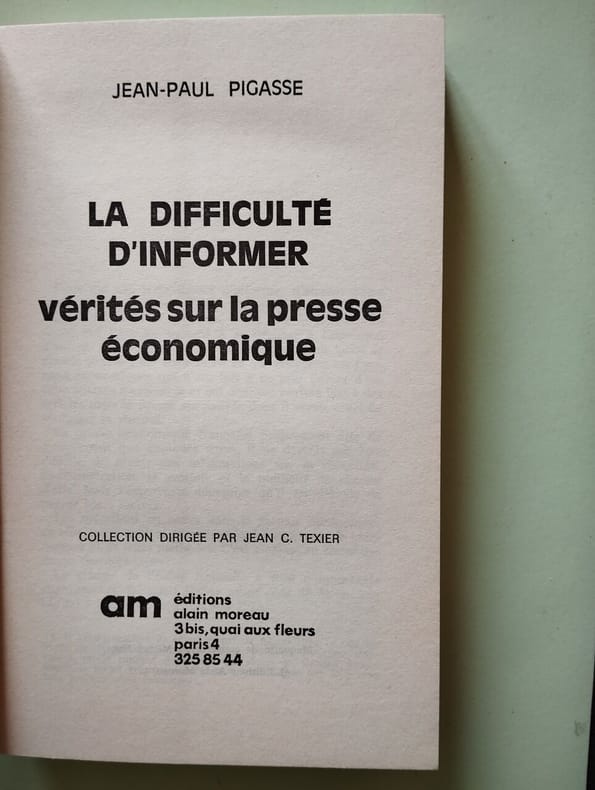 JEAN-PAUL PIGASSE
LA DIFFICULTÉ
D'INFORMER
vérités sur la presse
économique
COLLECTION DIRIGÉE PAR JEAN C. TEXIER
am
éditions
alain moreau
3 bis, quai aux fleurs
paris 4
325 85 44